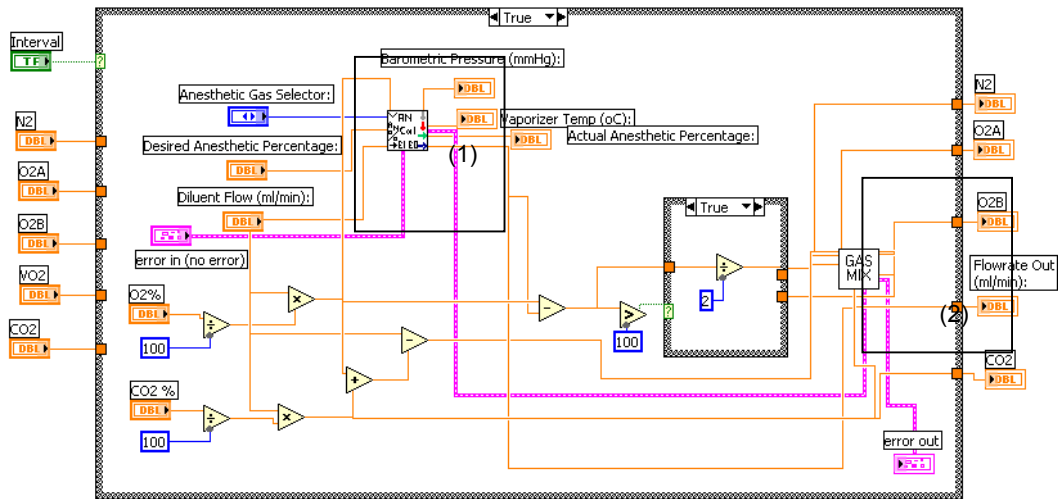 True
Interval
TF
?
Barometric Pressure (mmHg):
DBL
Anesthetic Gas Selector:
N2
DBL
AN
Cal
Vaporizer Temp (oC):
DBL
Actual Anesthetic Percentage:
DBL
(1)
N2
DBL
Desired Anesthetic Percentage:
DBL
O2A
DBL
O2A
DBL
Diluent Flow (ml/min):
DBL
True
O2B
DBL
O2B
DBL
error in (no error)
GAS
MIX
2
Flowrate Out
(ml/min):
DBL
VO2
DBL
O2%
DBL
100
?
100
(2)
CO2
DBL
CO2
DBL
CO2 %
DBL
100
error out